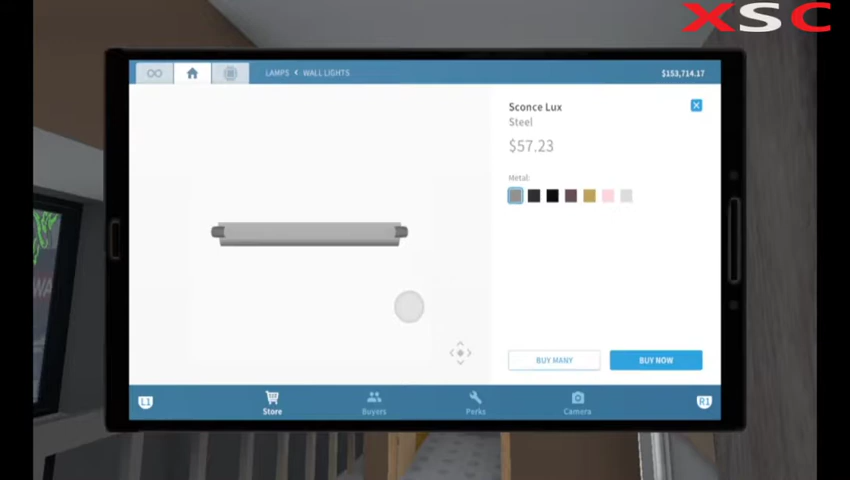 XSC
LAMPS < WALL LIGHTS
$153,714.17
Sconce Lux
Steel
$57.23
Metal:
BUY MANY
BUY NOW
L1
Store
Buyers
Perks
Camera
R1